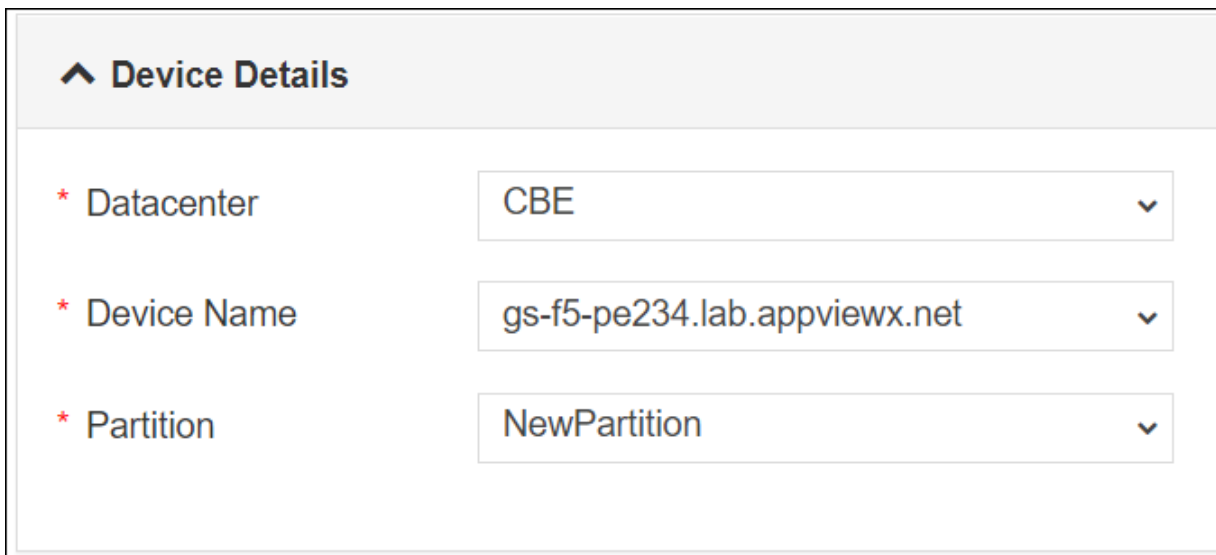 Device Details
* Datacenter CBE
* Device Name gs-f5-pe234.lab.appviewx.net
* Partition NewPartition